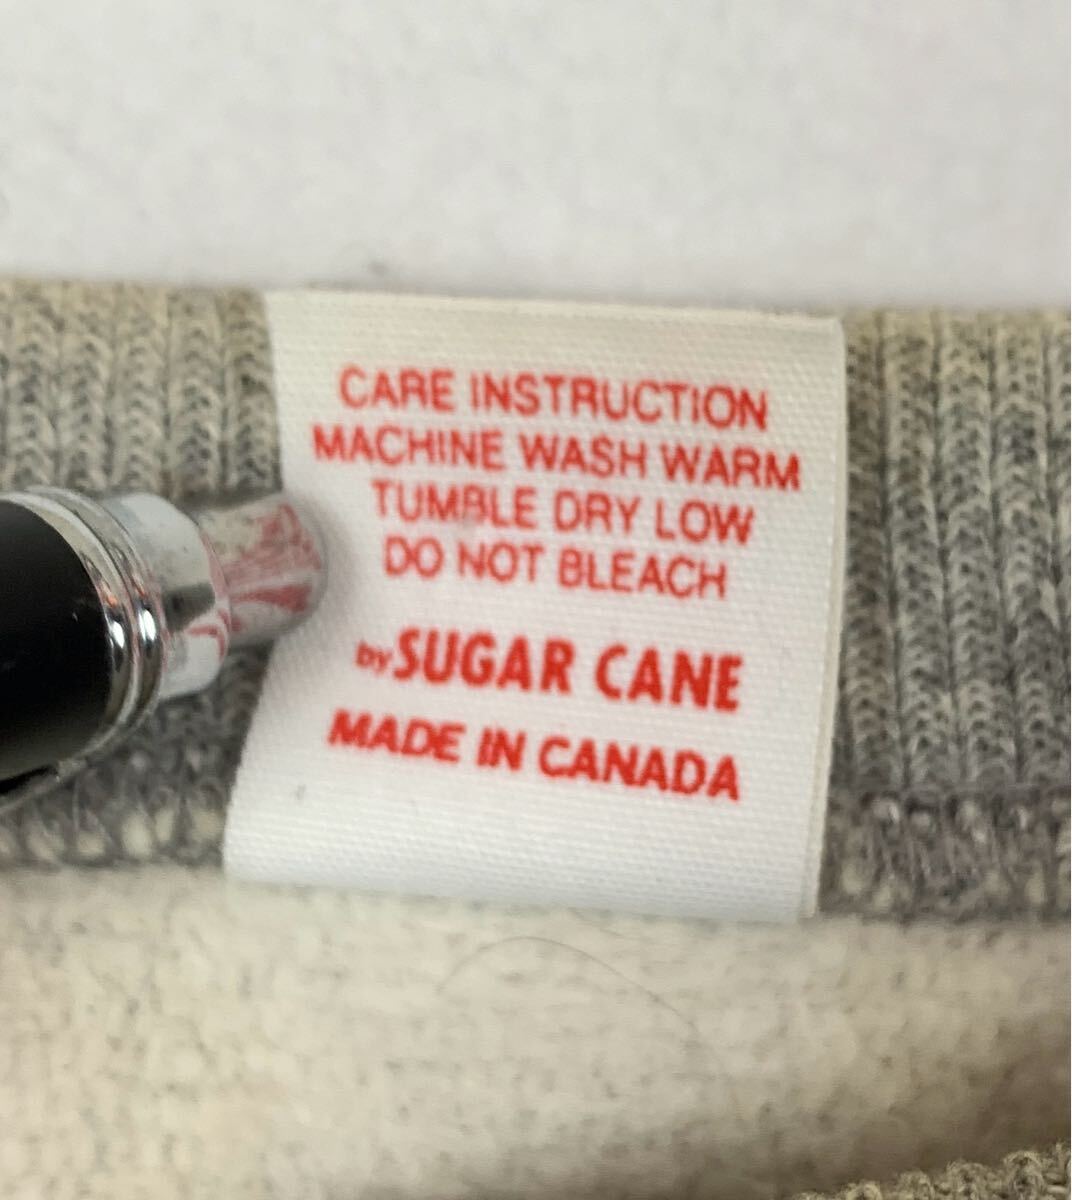 CARE INSTRUCTION
MACHINE WASH WARM
TUMBLE DRY LOW
DO NOT BLEACH
by SUGAR CANE
MADE IN CANADA